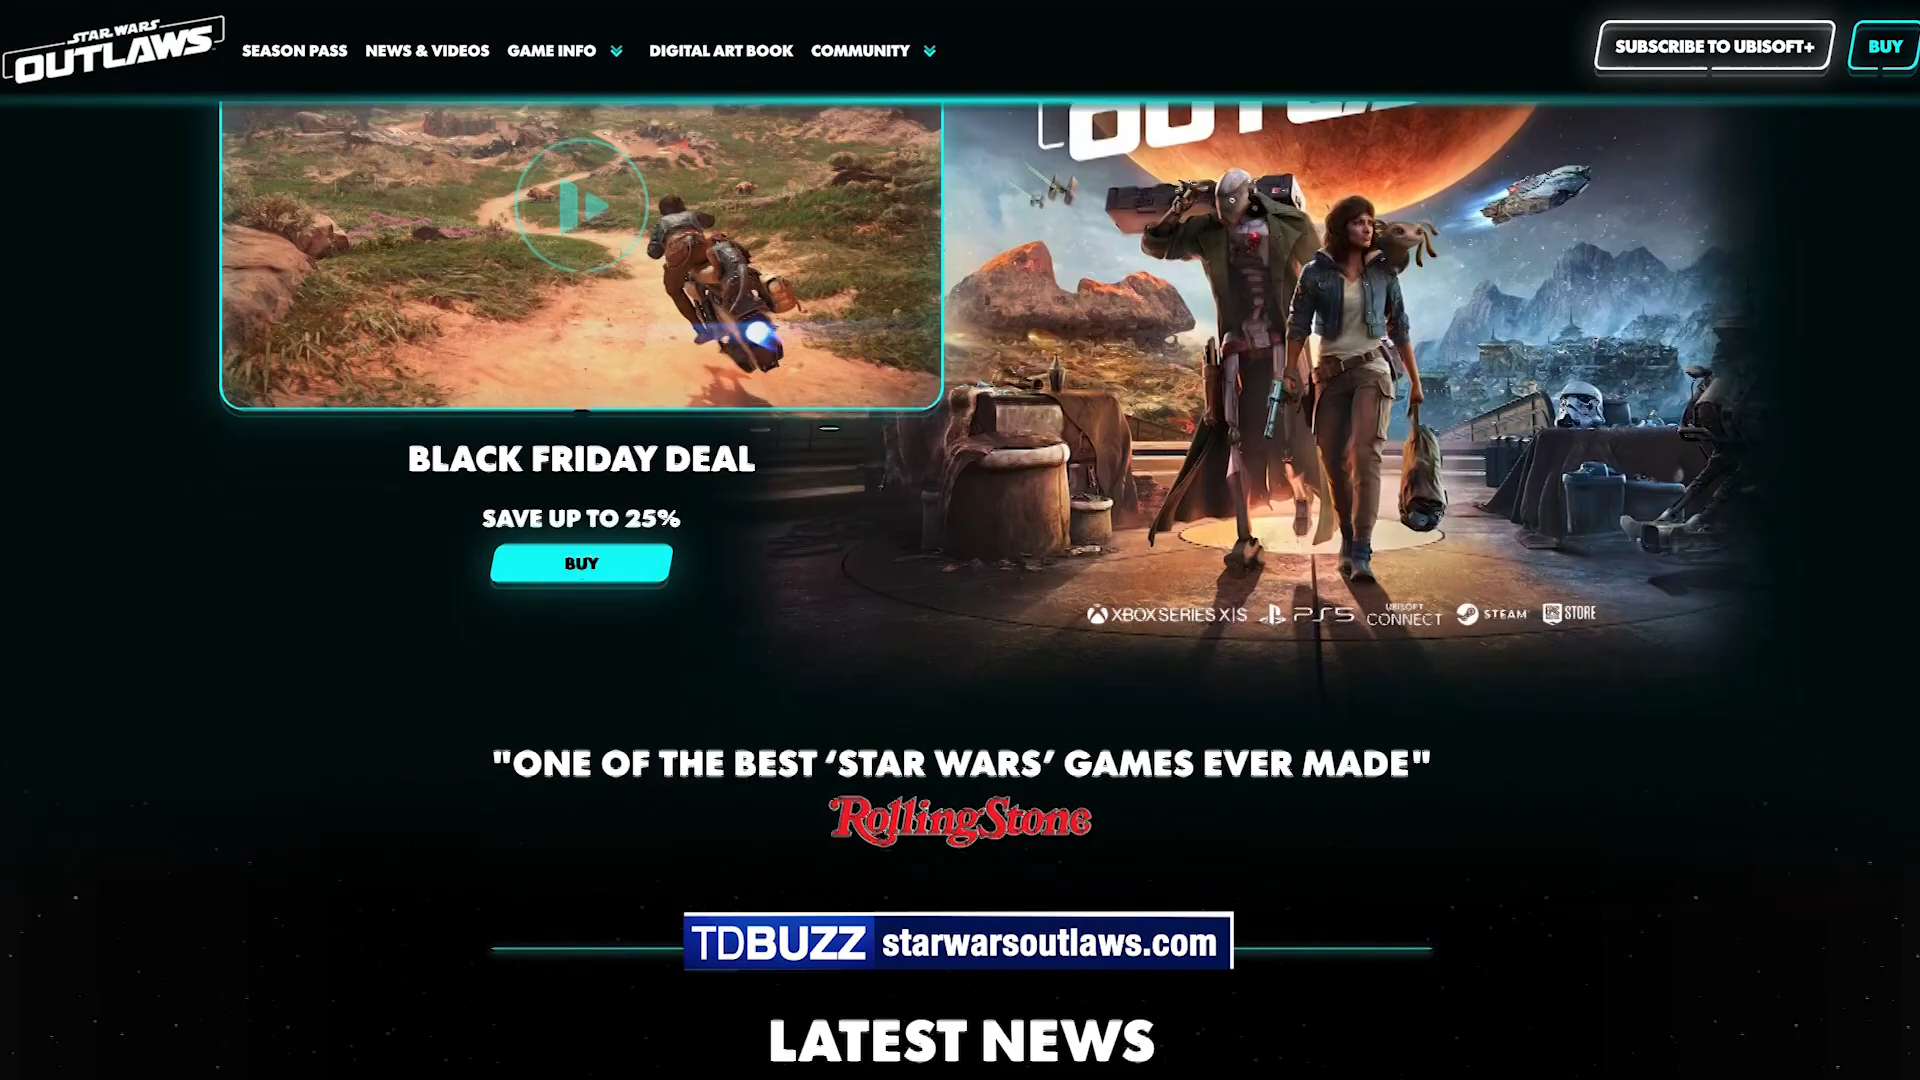 STAR WARS
OUTLAWS
SEASON PASS
NEWS & VIDEOS
GAME INFO
DIGITAL ART BOOK
COMMUNITY
SUBSCRIBE TO UBISOFT+
BUY
BLACK FRIDAY DEAL
SAVE UP TO 25%
BUY
XBOX SERIES X|S
PS5
UBISOFT
CONNECT
STEAM
EPIC
STORE
"ONE OF THE BEST ‘STAR WARS’ GAMES EVER MADE"
RollingStone
TDBUZZ starwarsoutlaws.com
LATEST NEWS